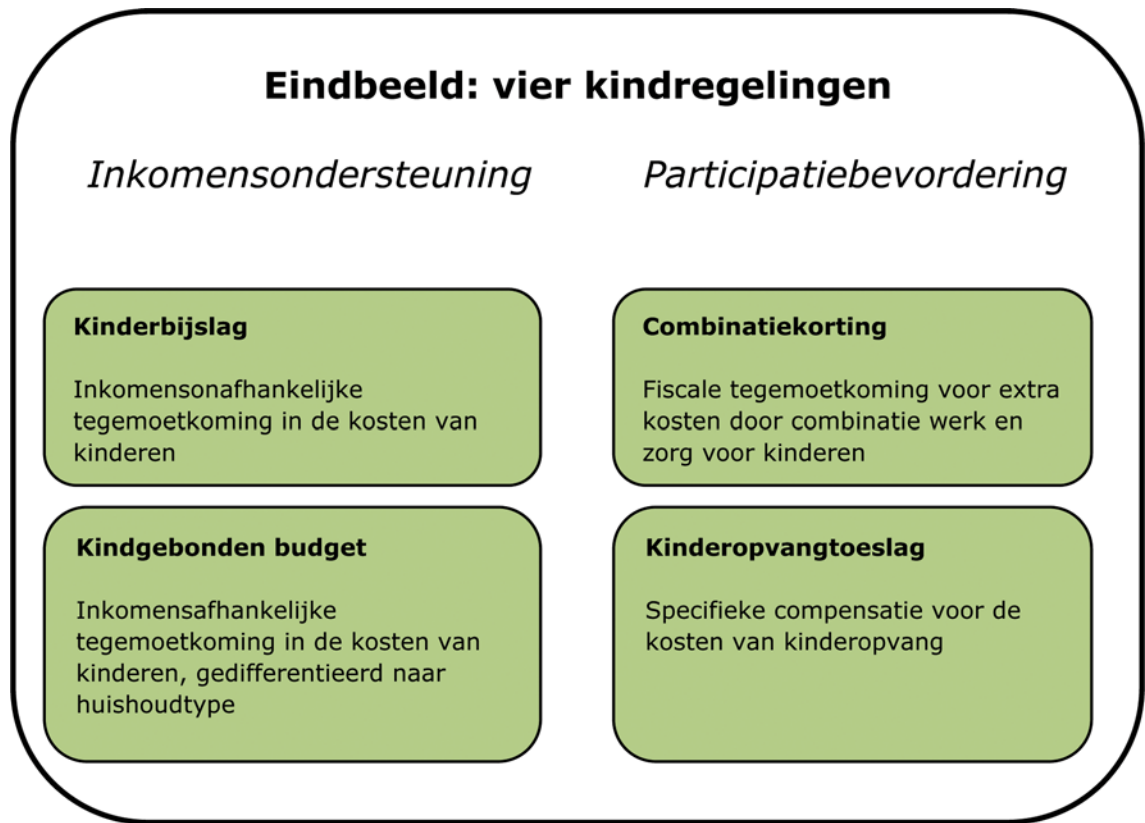 Eindbeeld: vier kindregelingen
Inkomensondersteuning
Participatiebevordering
Kinderbijslag
Inkomensonafhankelijke
tegemoetkoming in de kosten van
kinderen
Combinatiekorting
Fiscale tegemoetkoming voor extra
kosten door combinatie werk en
zorg voor kinderen
Kindgebonden budget
Inkomensafhankelijke
tegemoetkoming in de kosten van
kinderen, gedifferentieerd naar
huishoudtype
Kinderopvangtoeslag
Specifieke compensatie voor de
kosten van kinderopvang